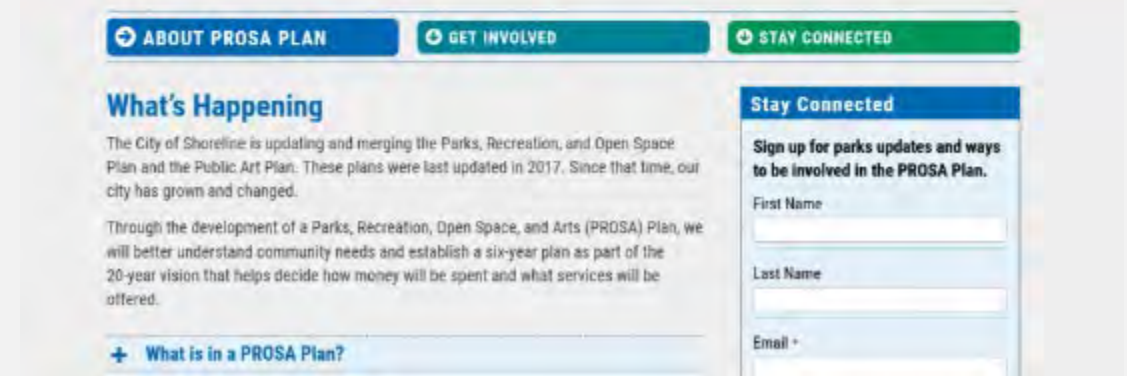 ABOUT PROSA PLAN
GET INVOLVED
STAY CONNECTED
What's Happening
The City of Shoreline is updating and merging the Parks, Recreation, and Open Space
Plan and the Public Art Plan. These plans were last updated in 2017. Since that time, our
city has grown and changed.
Through the development of a Parks, Recreation, Open Space, and Arts (PROSA) Plan, we
will better understand community needs and establish a six-year plan as part of the
20-year vision that helps decide how money will be spent and what services will be
offered.
+ What is in a PROSA Plan?
Stay Connected
Sign up for parks updates and ways
to be involved in the PROSA Plan.
First Name
Last Name
Email *